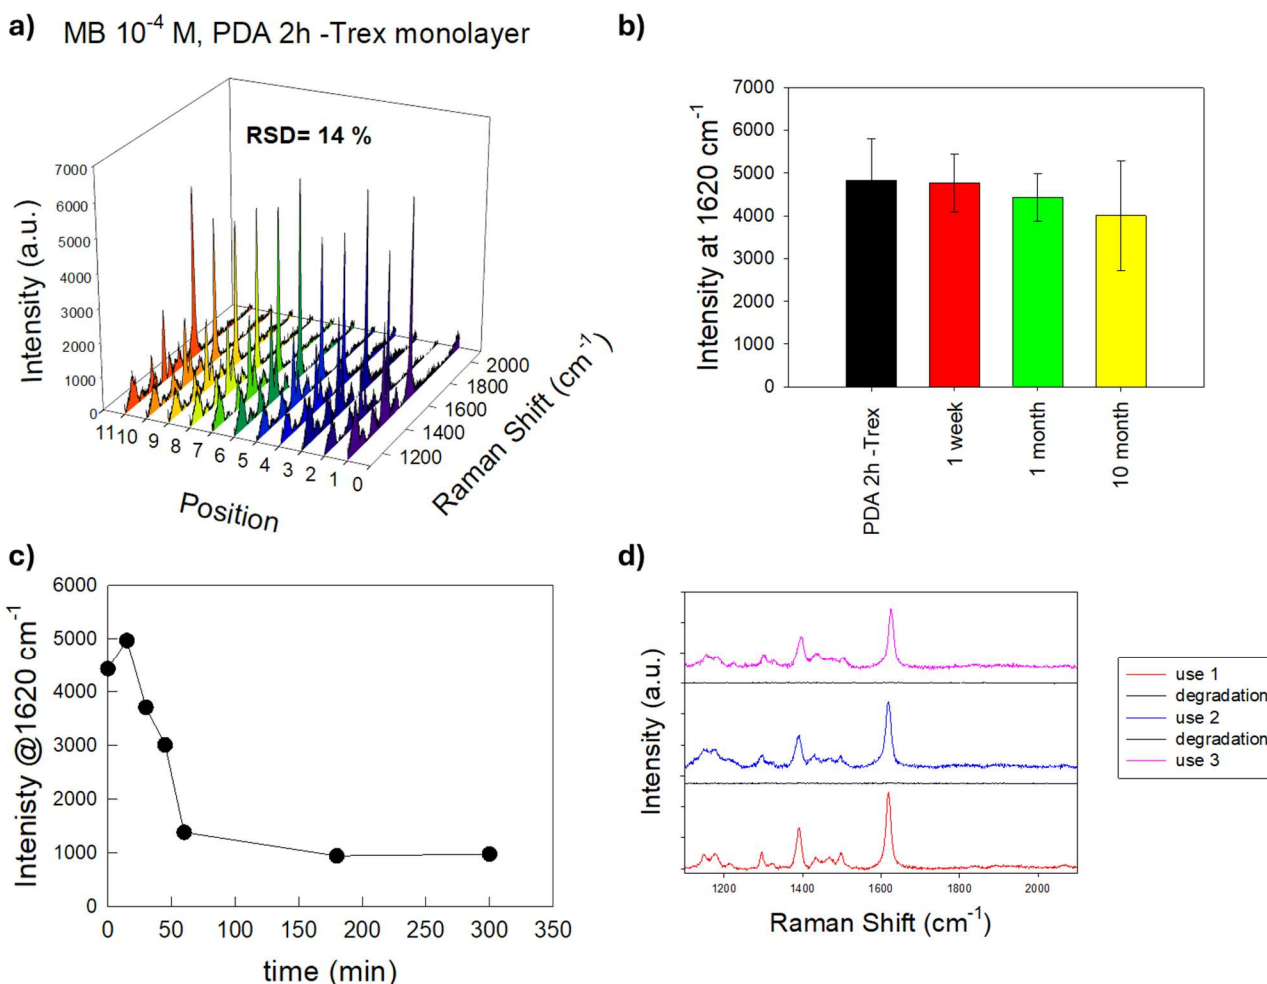 a) MB 10⁻⁴ M, PDA 2h -Trex monolayer
RSD= 14 %
Intensity (a.u.)
7000
6000
5000
4000
3000
2000
1000
0
11 10 9 8 7 6 5 4 3 2 1 0
Position
2000
1800
1600
1400
1200
Raman Shift (cm⁻¹)
b)
Intensity at 1620 cm⁻¹
7000
6000
5000
4000
3000
2000
1000
0
PDA 2h -Trex
1 week
1 month
10 month
c)
Intenisty @1620 cm⁻¹
6000
5000
4000
3000
2000
1000
0
0 50 100 150 200 250 300 350
time (min)
d)
Intensity (a.u.)
1200 1400 1600 1800 2000
Raman Shift (cm⁻¹)
use 1
degradation
use 2
degradation
use 3